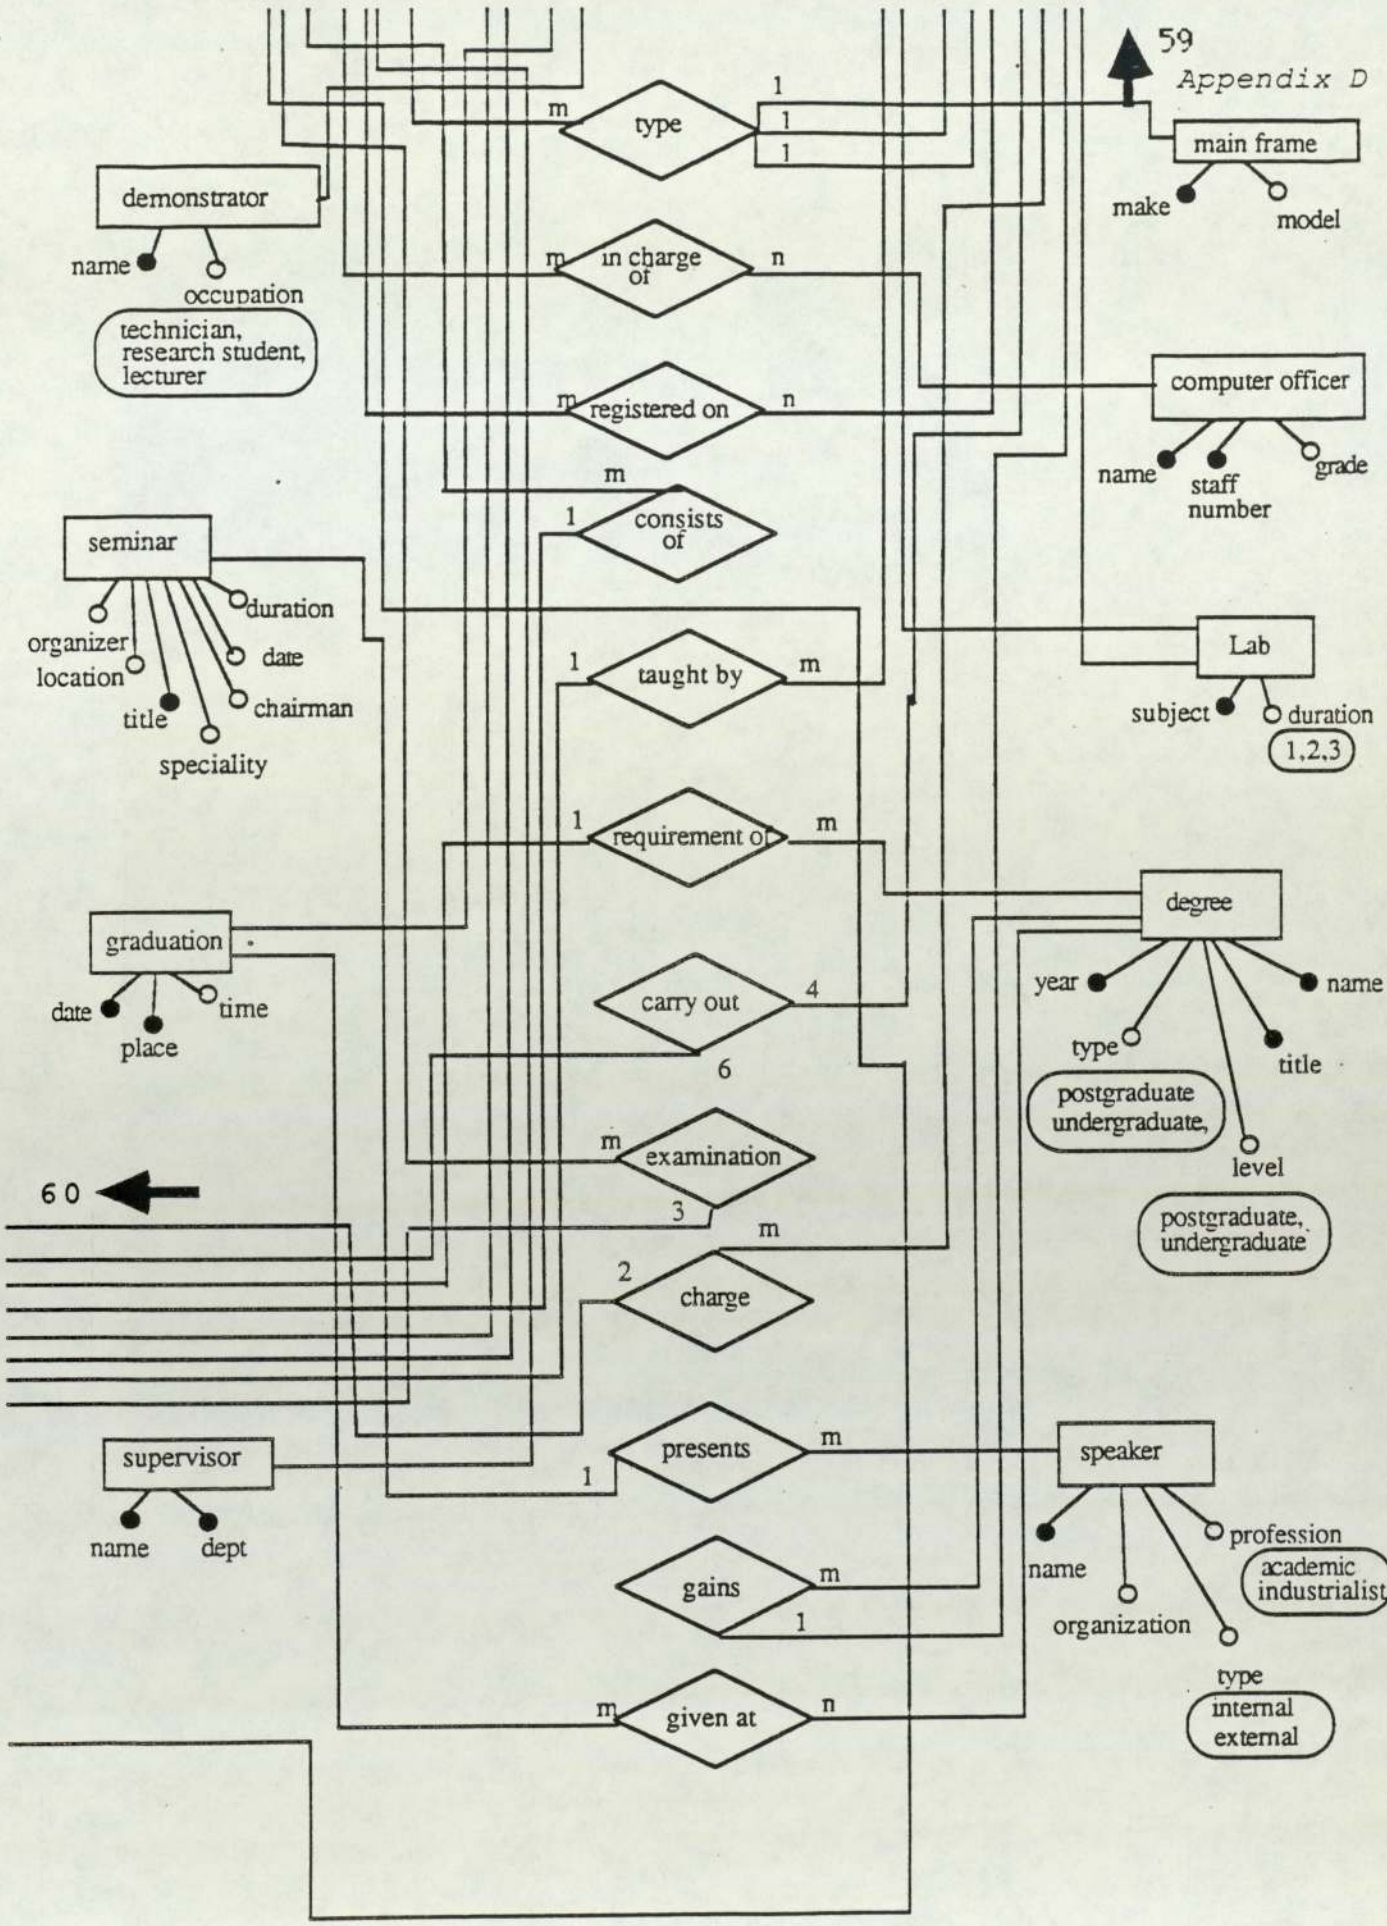 59
Appendix D
m
type
1
1
1
main frame
make
model
demonstrator
name
occupation
technician,
research student,
lecturer
m
in charge
of
n
computer officer
name
staff
number
grade
m
registered on
n
m
1
consists
of
seminar
organizer
location
title
speciality
chairman
date
duration
1
taught by
m
Lab
subject
duration
1,2,3
1
requirement of
m
degree
year
type
postgraduate
undergraduate,
level
postgraduate,
undergraduate
title
name
graduation
date
place
time
carry out
4
6
m
examination
3
60
m
2
charge
supervisor
name
dept
1
presents
m
speaker
name
organization
type
internal
external
profession
academic
industrialist
gains
m
1
m
given at
n